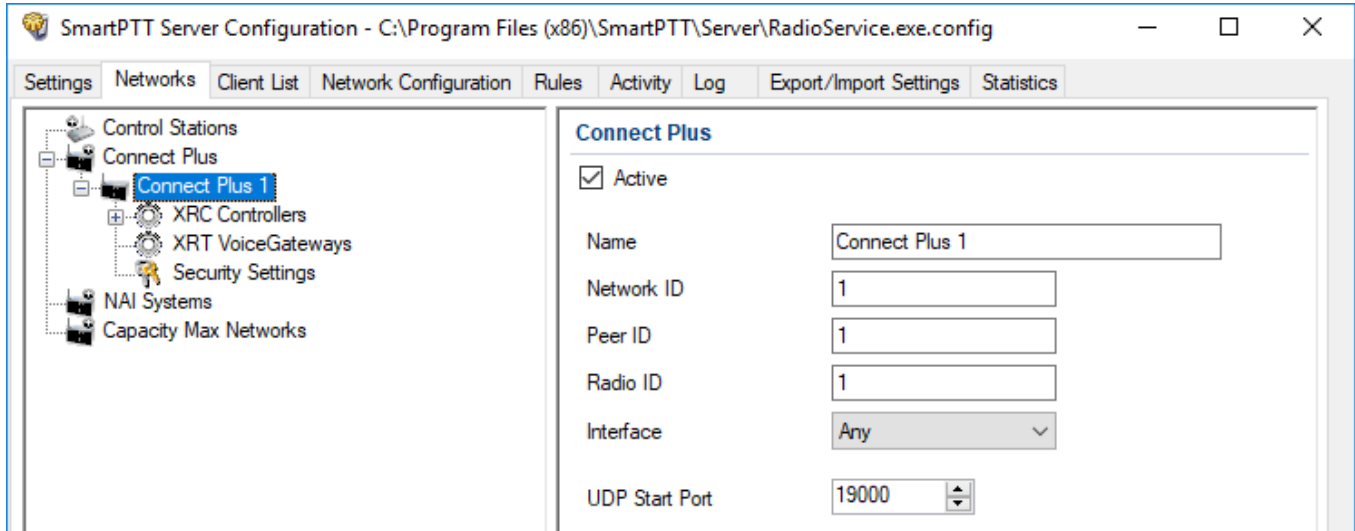 SmartPTT Server Configuration - C:\Program Files (x86)\SmartPTT\Server\RadioService.exe.config
Settings Networks Client List Network Configuration Rules Activity Log Export/Import Settings Statistics
Control Stations
Connect Plus
Connect Plus 1
XRC Controllers
XRT VoiceGateways
Security Settings
NAI Systems
Capacity Max Networks
Connect Plus
Active
Name Connect Plus 1
Network ID 1
Peer ID 1
Radio ID 1
Interface Any
UDP Start Port 19000